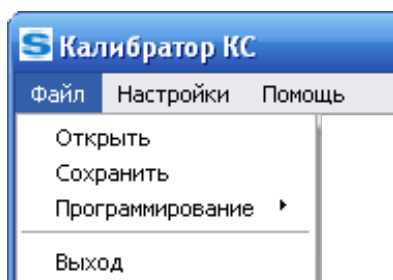 S Калибратор КС
Файл Настройки Помощь
Открыть
Сохранить
Программирование
Выход